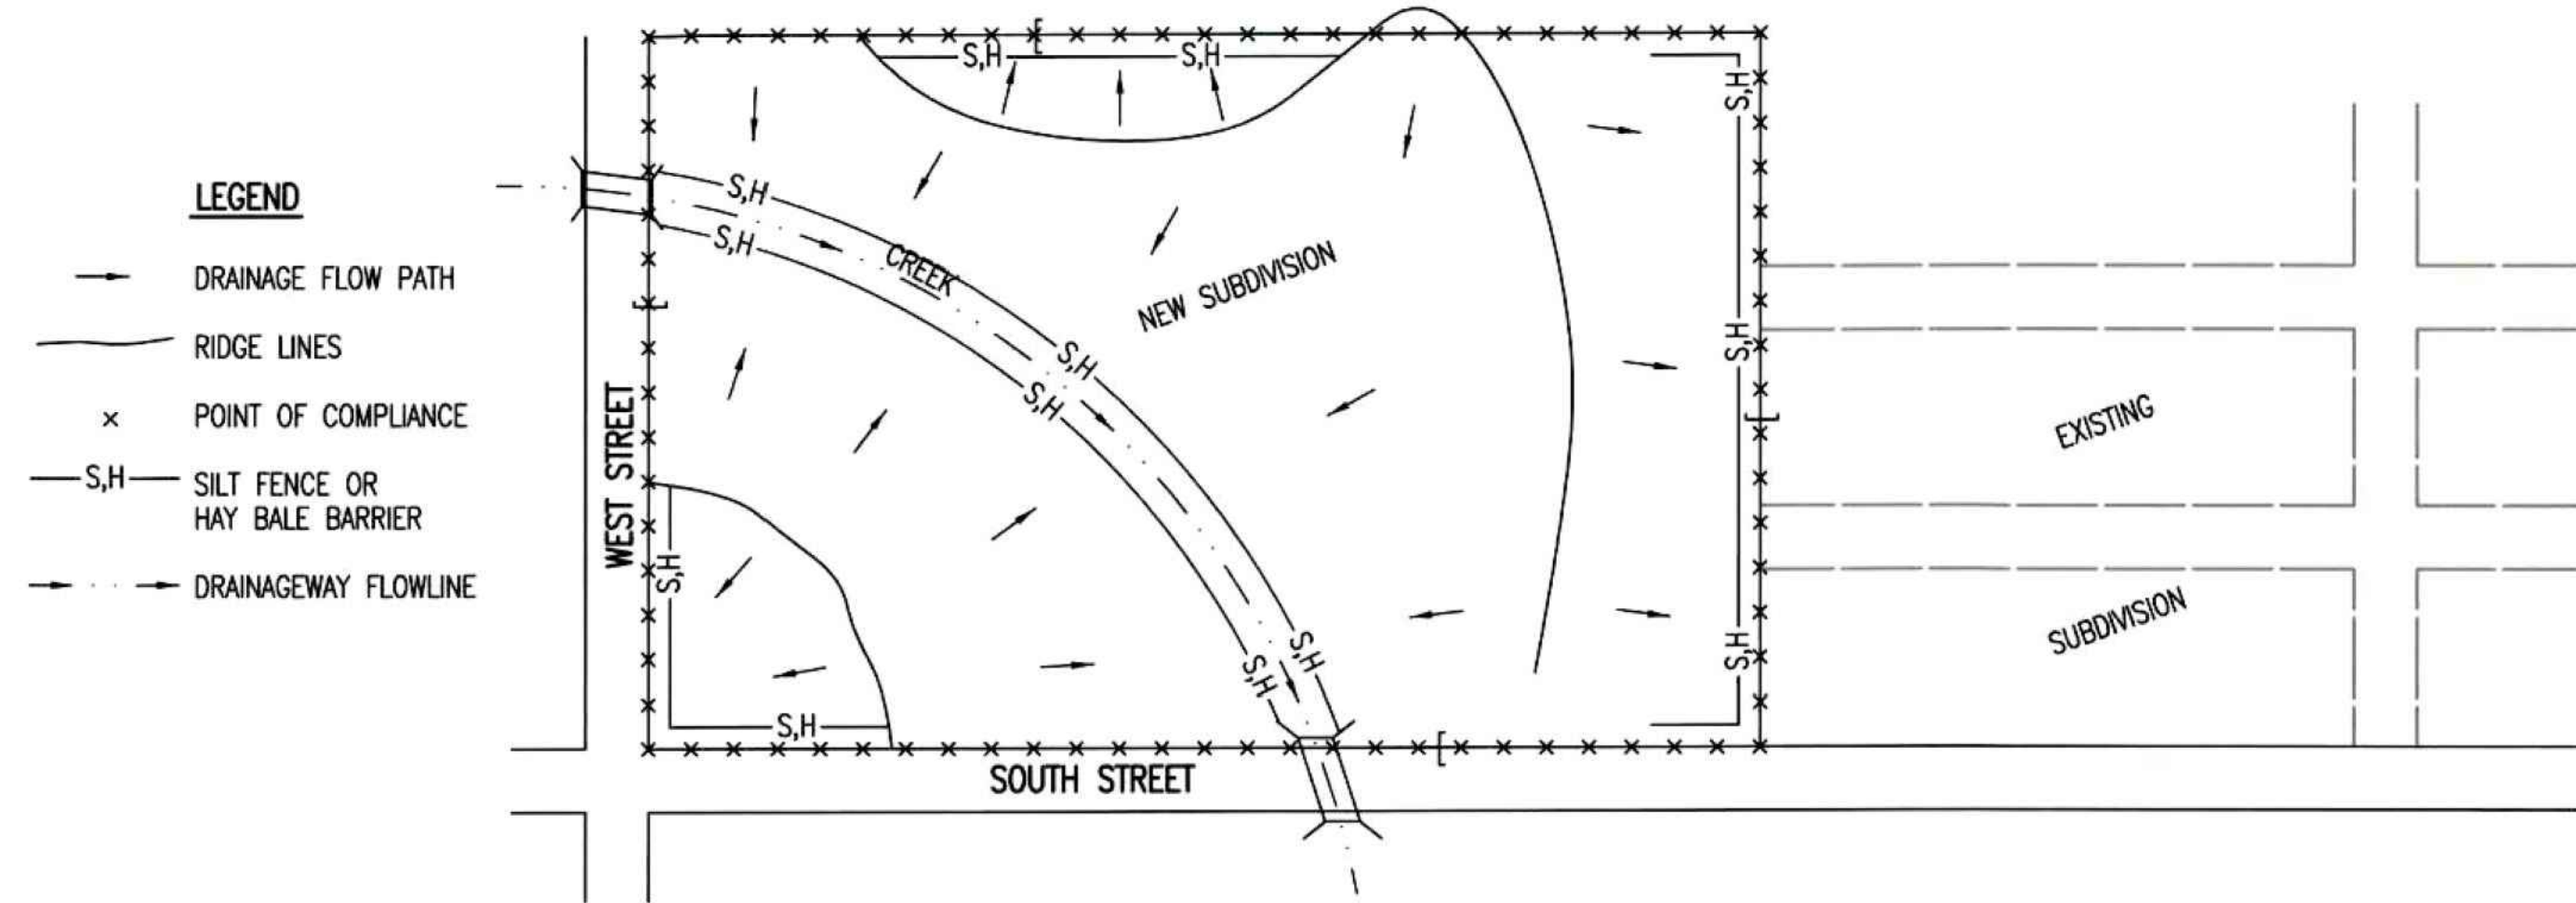 LEGEND
DRAINAGE FLOW PATH
RIDGE LINES
× POINT OF COMPLIANCE
S,H SILT FENCE OR
HAY BALE BARRIER
DRAINAGEWAY FLOWLINE
S,H S,H
S,H
S,H
S,H
CREEK
NEW SUBDIVISION
S,H
S,H
S,H
WEST STREET
S,H
S,H
S,H
S,H
S,H
S,H
SOUTH STREET
EXISTING
SUBDIVISION